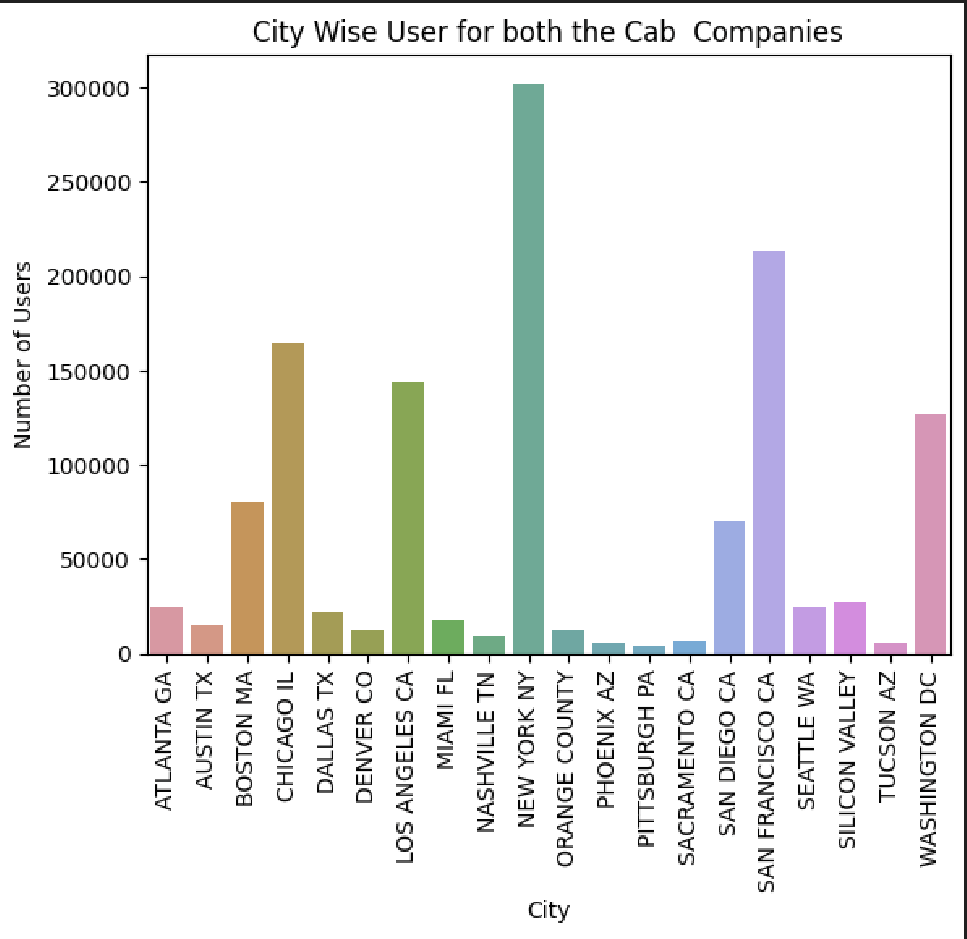 City Wise User for both the Cab  Companies
Number of Users
300000
250000
200000
150000
100000
50000
0
ATLANTA GA
AUSTIN TX
BOSTON MA
CHICAGO IL
DALLAS TX
DENVER CO
LOS ANGELES CA
MIAMI FL
NASHVILLE TN
NEW YORK NY
ORANGE COUNTY
PHOENIX AZ
PITTSBURGH PA
SACRAMENTO CA
SAN DIEGO CA
SAN FRANCISCO CA
SEATTLE WA
SILICON VALLEY
TUCSON AZ
WASHINGTON DC
City